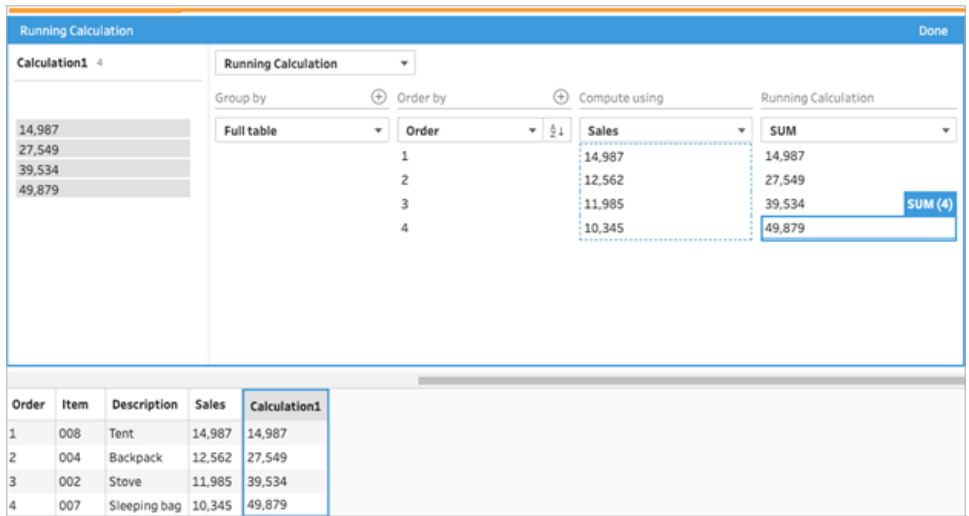 Running Calculation Done
Calculation1 4
Running Calculation
Group by Order by Compute using Running Calculation
Full table Order Sales SUM
14,987
27,549
39,534
49,879
1 14,987 14,987
2 12,562 27,549
3 11,985 39,534 SUM (4)
4 10,345 49,879
Order Item Description Sales Calculation1
1 008 Tent 14,987 14,987
2 004 Backpack 12,562 27,549
3 002 Stove 11,985 39,534
4 007 Sleeping bag 10,345 49,879